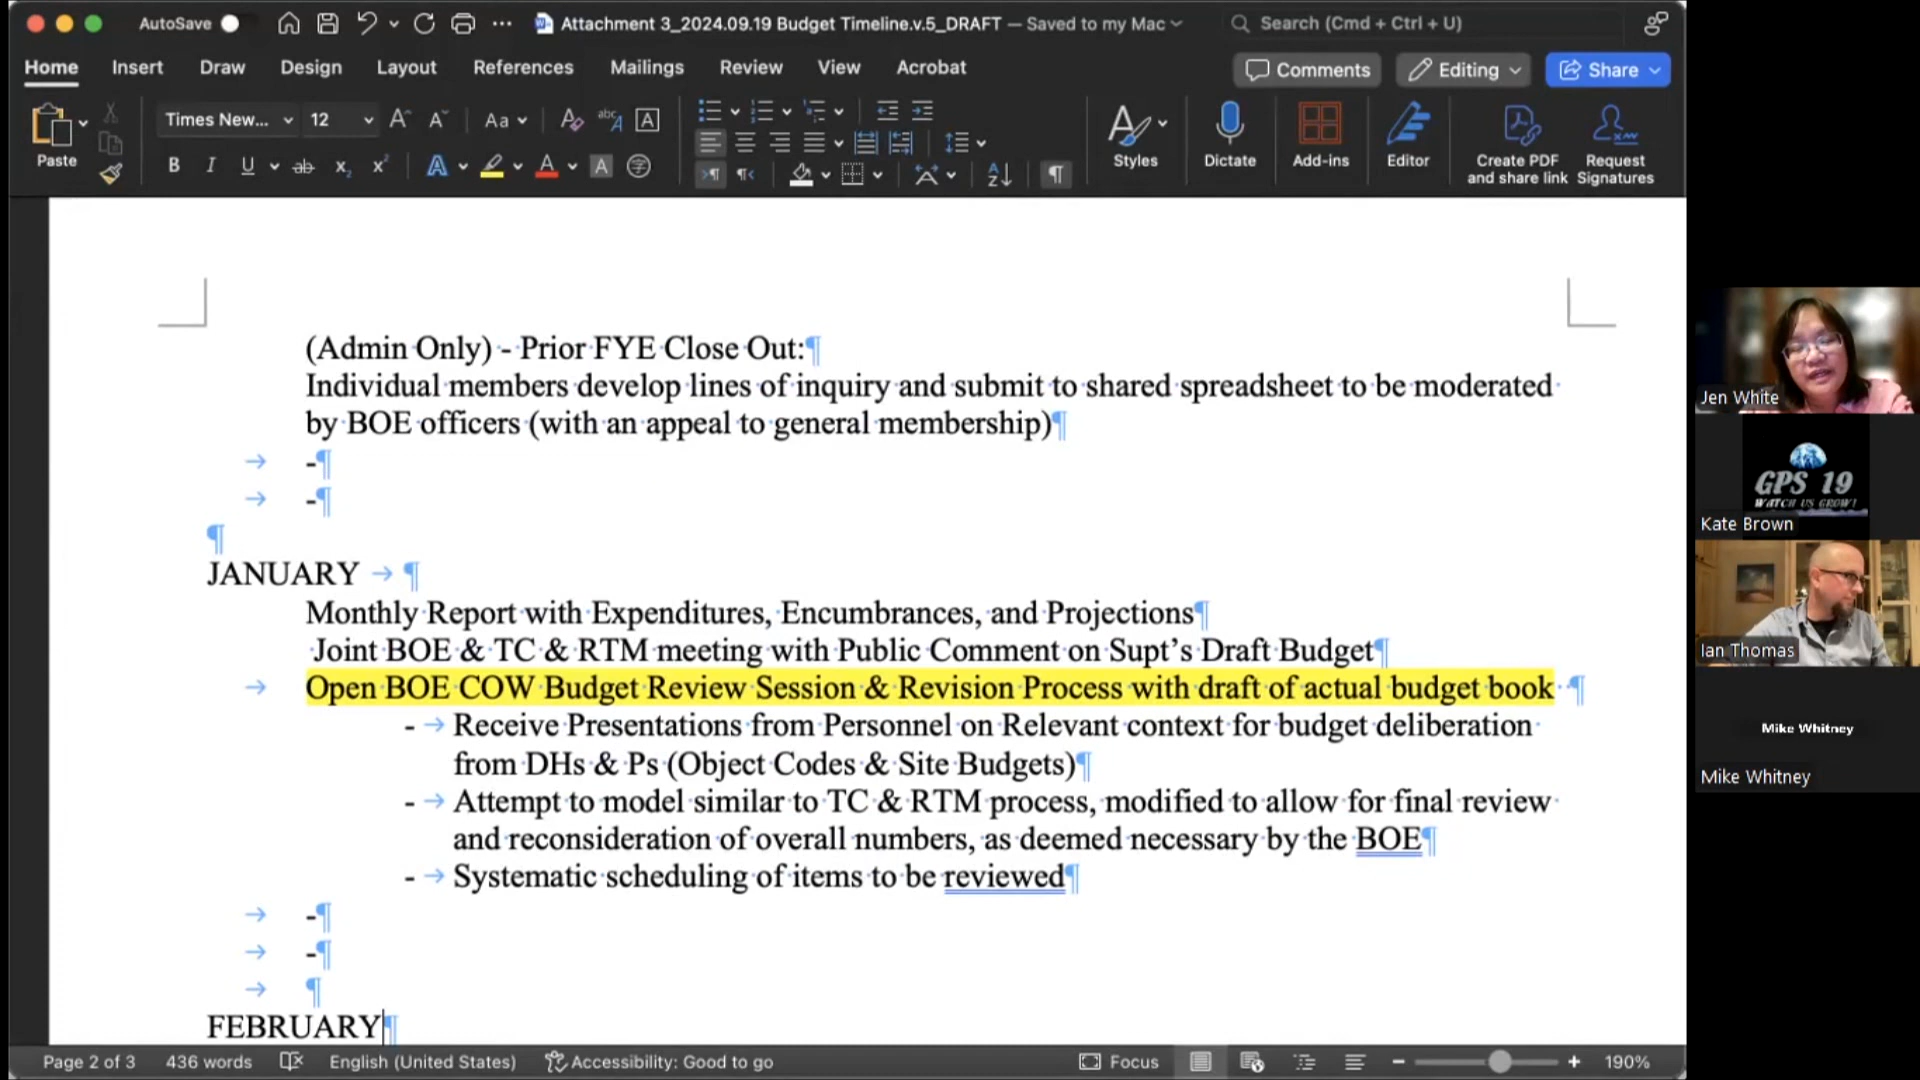 AutoSave
Attachment 3_2024.09.19 Budget Timeline.v.5_DRAFT — Saved to my Mac
Search (Cmd + Ctrl + U)
Home Insert Draw Design Layout References Mailings Review View Acrobat
Comments Editing Share
Paste
Times New... 12
Styles
Dictate
Add-ins
Editor
Create PDF
and share link
Request
Signatures
(Admin Only) - Prior FYE Close Out:¶
Individual members develop lines of inquiry and submit to shared spreadsheet to be moderated
by BOE officers (with an appeal to general membership)¶
→ -¶
→ -¶
¶
JANUARY → ¶
Monthly Report with Expenditures, Encumbrances, and Projections¶
Joint BOE & TC & RTM meeting with Public Comment on Supt’s Draft Budget¶
→ Open BOE COW Budget Review Session & Revision Process with draft of actual budget book ¶
- → Receive Presentations from Personnel on Relevant context for budget deliberation
from DHs & Ps (Object Codes & Site Budgets)¶
- → Attempt to model similar to TC & RTM process, modified to allow for final review
and reconsideration of overall numbers, as deemed necessary by the BOE¶
- → Systematic scheduling of items to be reviewed¶
→ -¶
→ -¶
→ ¶
FEBRUARY¶
Page 2 of 3 436 words English (United States) Accessibility: Good to go Focus 190%
Jen White
GPS 19
WATCH US GROW!
Kate Brown
Ian Thomas
Mike Whitney
Mike Whitney